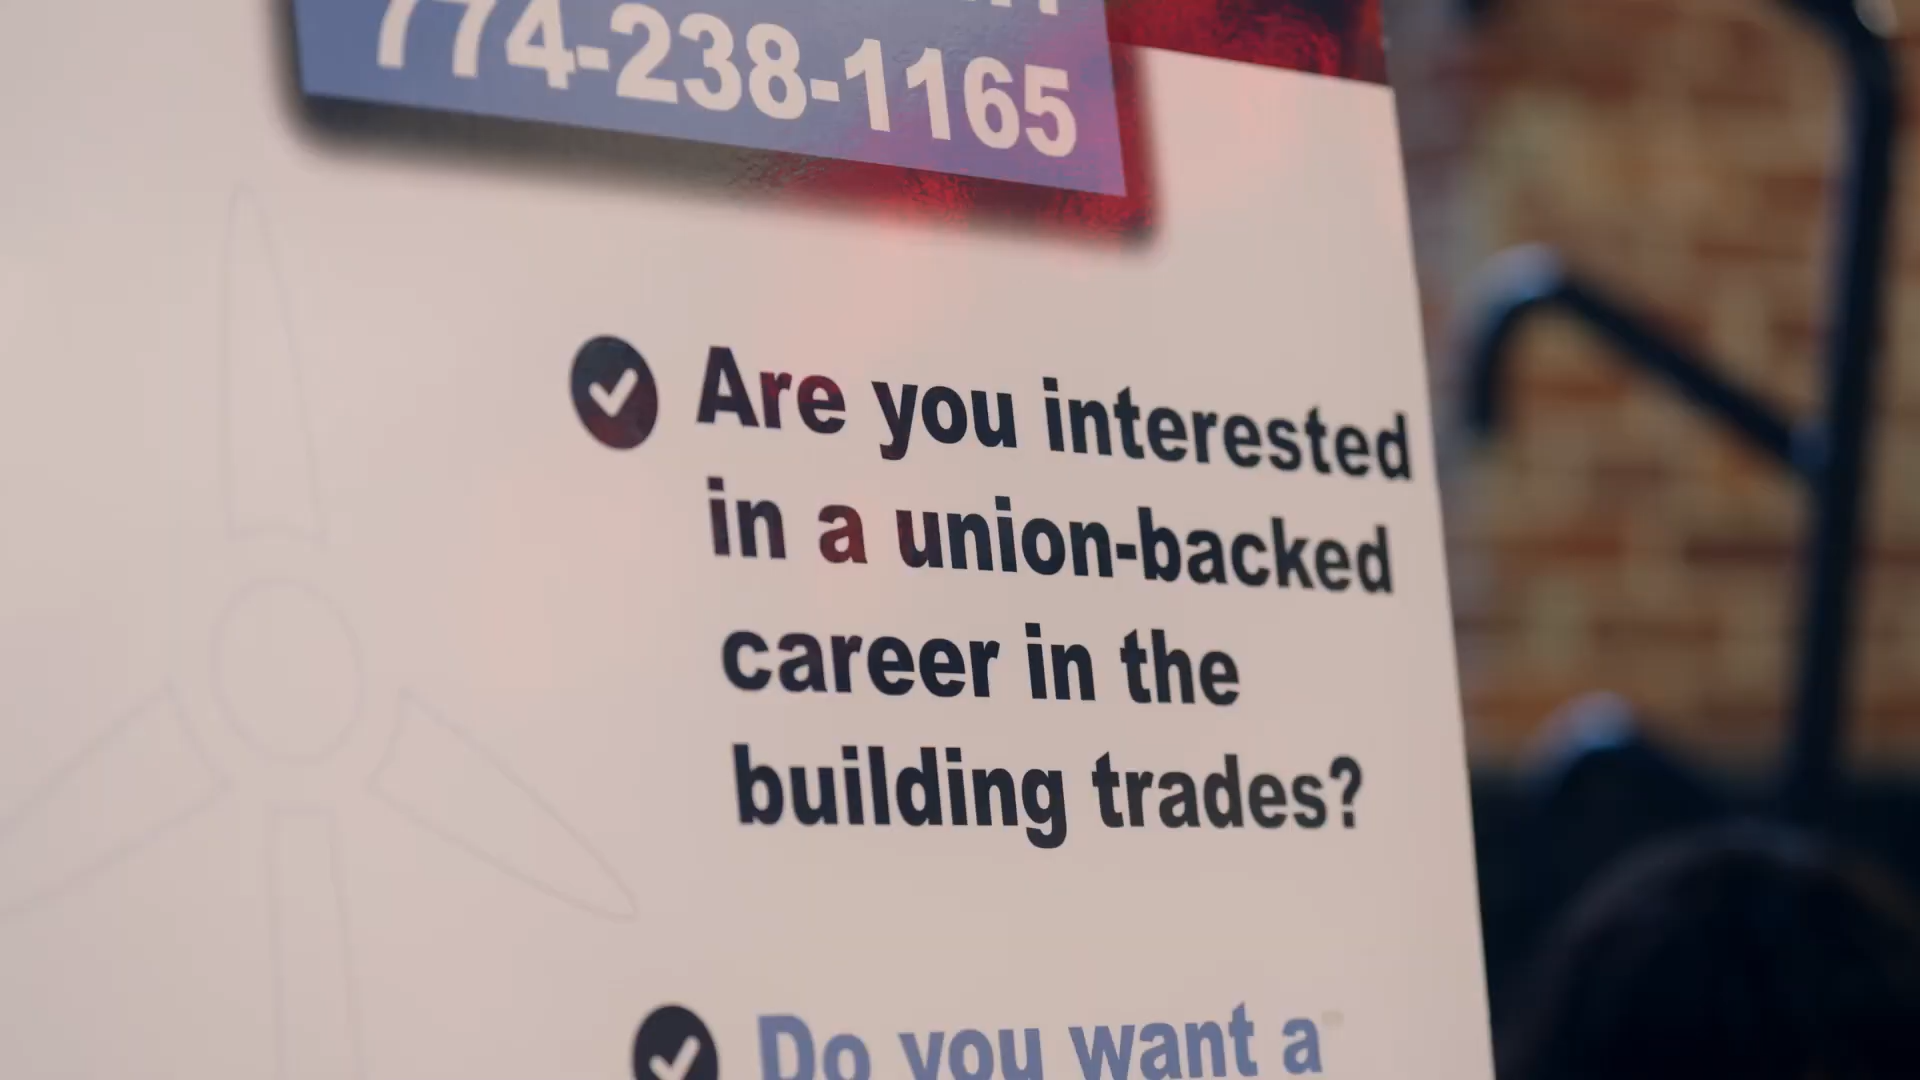 774-238-1165
Are you interested
in a union-backed
career in the
building trades?
Do you want a